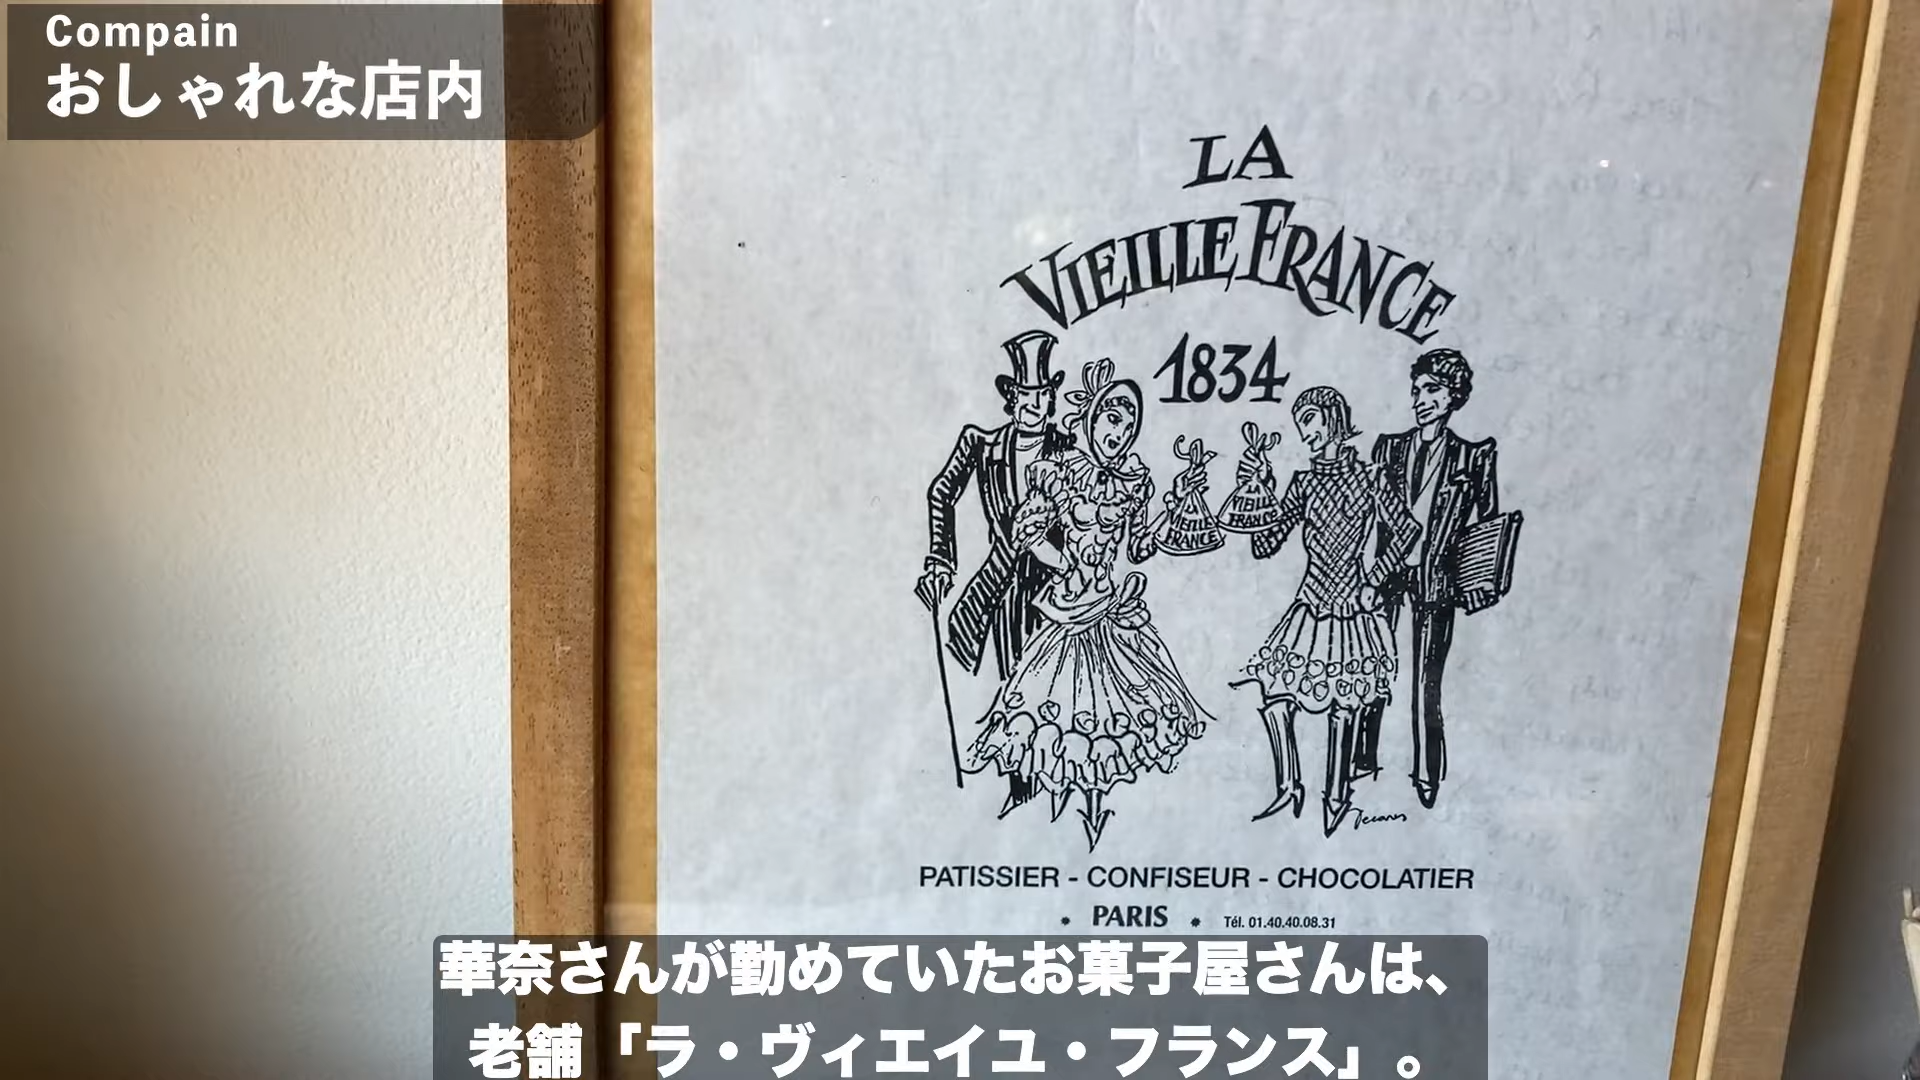 Compain
おしゃれな店内
LA
VIEILLE FRANCE
1834
LA
VIEILLE
FRANCE
LA
VIEILLE
FRANCE
PATISSIER - CONFISEUR - CHOCOLATIER
* PARIS * Tél. 01.40.40.08.31
華奈さんが勤めていたお菓子屋さんは、
老舗「ラ・ヴィエイユ・フランス」。